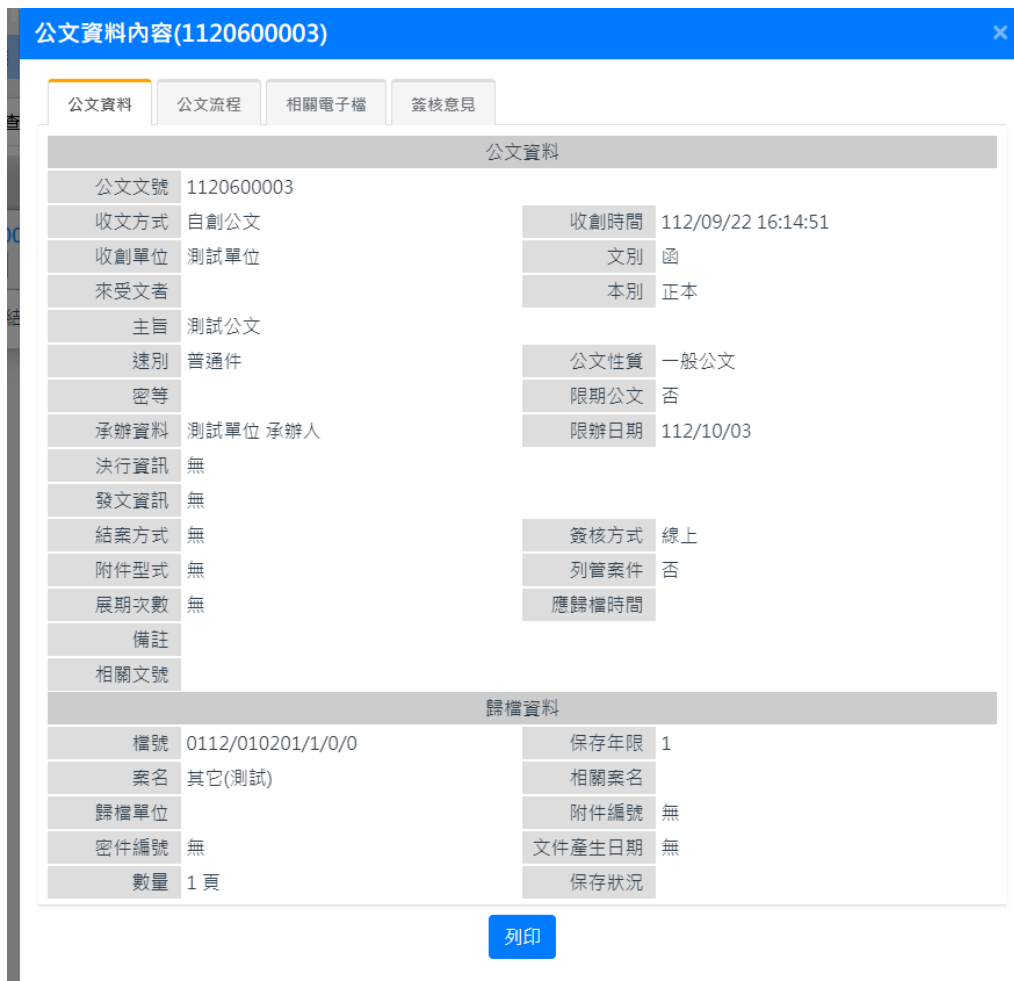 公文資料內容(1120600003) ×
公文資料 公文流程 相關電子檔 簽核意見
查
公文資料
公文文號 1120600003
收文方式 自創公文 收創時間 112/09/22 16:14:51
收創單位 測試單位 文別 函
來受文者 本別 正本
主旨 測試公文
速別 普通件 公文性質 一般公文
密等 限期公文 否
承辦資料 測試單位 承辦人 限辦日期 112/10/03
決行資訊 無
發文資訊 無
結案方式 無 簽核方式 線上
附件型式 無 列管案件 否
展期次數 無 應歸檔時間
備註
相關文號
歸檔資料
檔號 0112/010201/1/0/0 保存年限 1
案名 其它(測試) 相關案名
歸檔單位 附件編號 無
密件編號 無 文件產生日期 無
數量 1 頁 保存狀況
列印